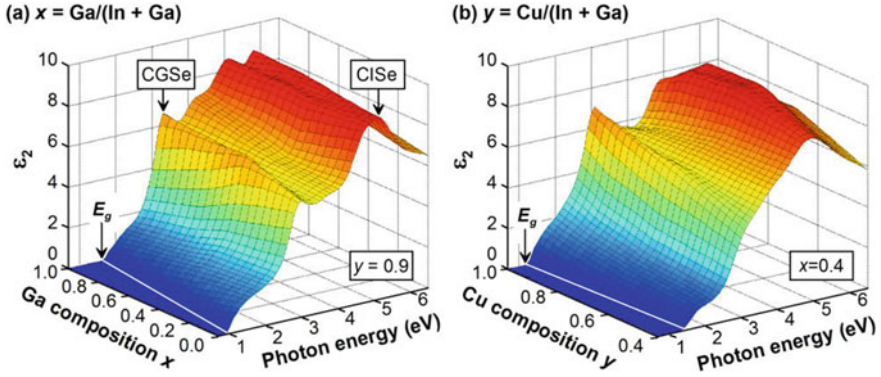 (a) x = Ga/(In + Ga)
CGSe
CISe
ε2
10
8
6
4
2
0
Eg
y = 0.9
1.0
0.8
0.6
0.4
0.2
0.0
Ga composition x
1
2
3
4
5
6
Photon energy (eV)
(b) y = Cu/(In + Ga)
ε2
10
8
6
4
2
0
Eg
x=0.4
1.0
0.8
0.6
0.4
Cu composition y
1
2
3
4
5
6
Photon energy (eV)